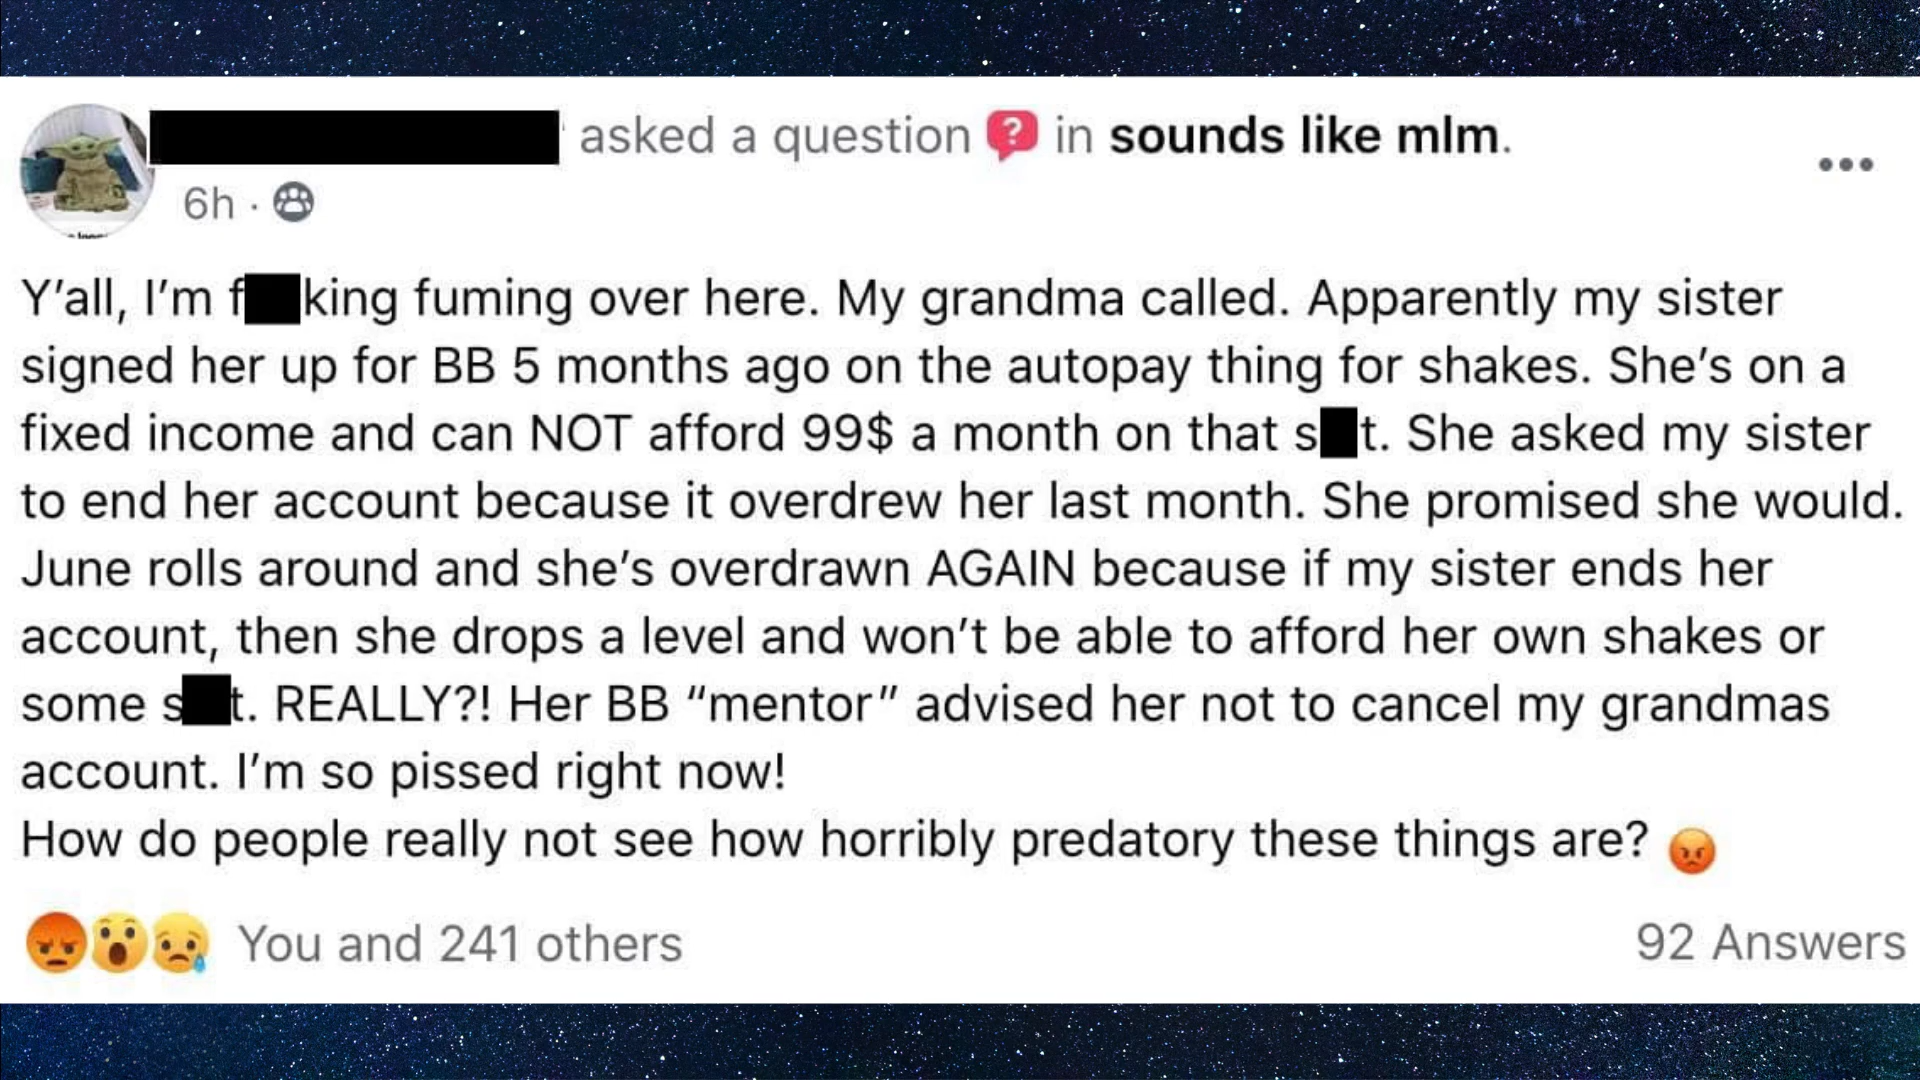 asked a question ? in sounds like mlm.
6h ·
Y'all, I'm f king fuming over here. My grandma called. Apparently my sister
signed her up for BB 5 months ago on the autopay thing for shakes. She's on a
fixed income and can NOT afford 99$ a month on that s t. She asked my sister
to end her account because it overdrew her last month. She promised she would.
June rolls around and she's overdrawn AGAIN because if my sister ends her
account, then she drops a level and won't be able to afford her own shakes or
some s t. REALLY?! Her BB “mentor” advised her not to cancel my grandmas
account. I'm so pissed right now!
How do people really not see how horribly predatory these things are? 😡
You and 241 others
92 Answers